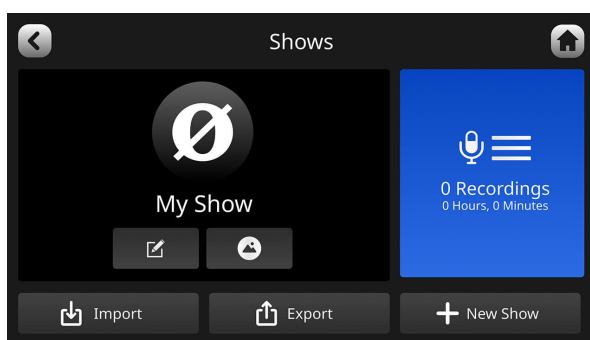 Shows
Ø
My Show
0 Recordings
0 Hours, 0 Minutes
Import
Export
New Show